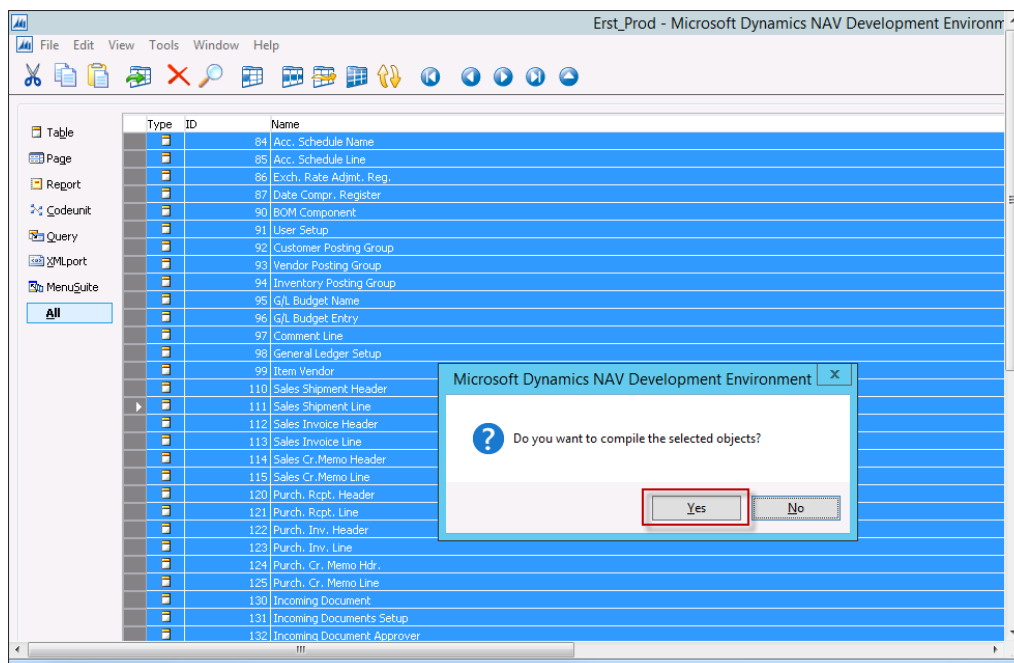 Erst_Prod - Microsoft Dynamics NAV Development Environm
File Edit View Tools Window Help
Type ID Name
Table
Page
Report
Codeunit
Query
XMLport
MenuSuite
All
84 Acc. Schedule Name
85 Acc. Schedule Line
86 Exch. Rate Adjmt. Reg.
87 Date Compr. Register
90 BOM Component
91 User Setup
92 Customer Posting Group
93 Vendor Posting Group
94 Inventory Posting Group
95 G/L Budget Name
96 G/L Budget Entry
97 Comment Line
98 General Ledger Setup
99 Item Vendor
110 Sales Shipment Header
111 Sales Shipment Line
112 Sales Invoice Header
113 Sales Invoice Line
114 Sales Cr.Memo Header
115 Sales Cr.Memo Line
120 Purch. Rcpt. Header
121 Purch. Rcpt. Line
122 Purch. Inv. Header
123 Purch. Inv. Line
124 Purch. Cr. Memo Hdr.
125 Purch. Cr. Memo Line
130 Incoming Document
131 Incoming Documents Setup
132 Incoming Document Approver
Microsoft Dynamics NAV Development Environment x
Do you want to compile the selected objects?
Yes No